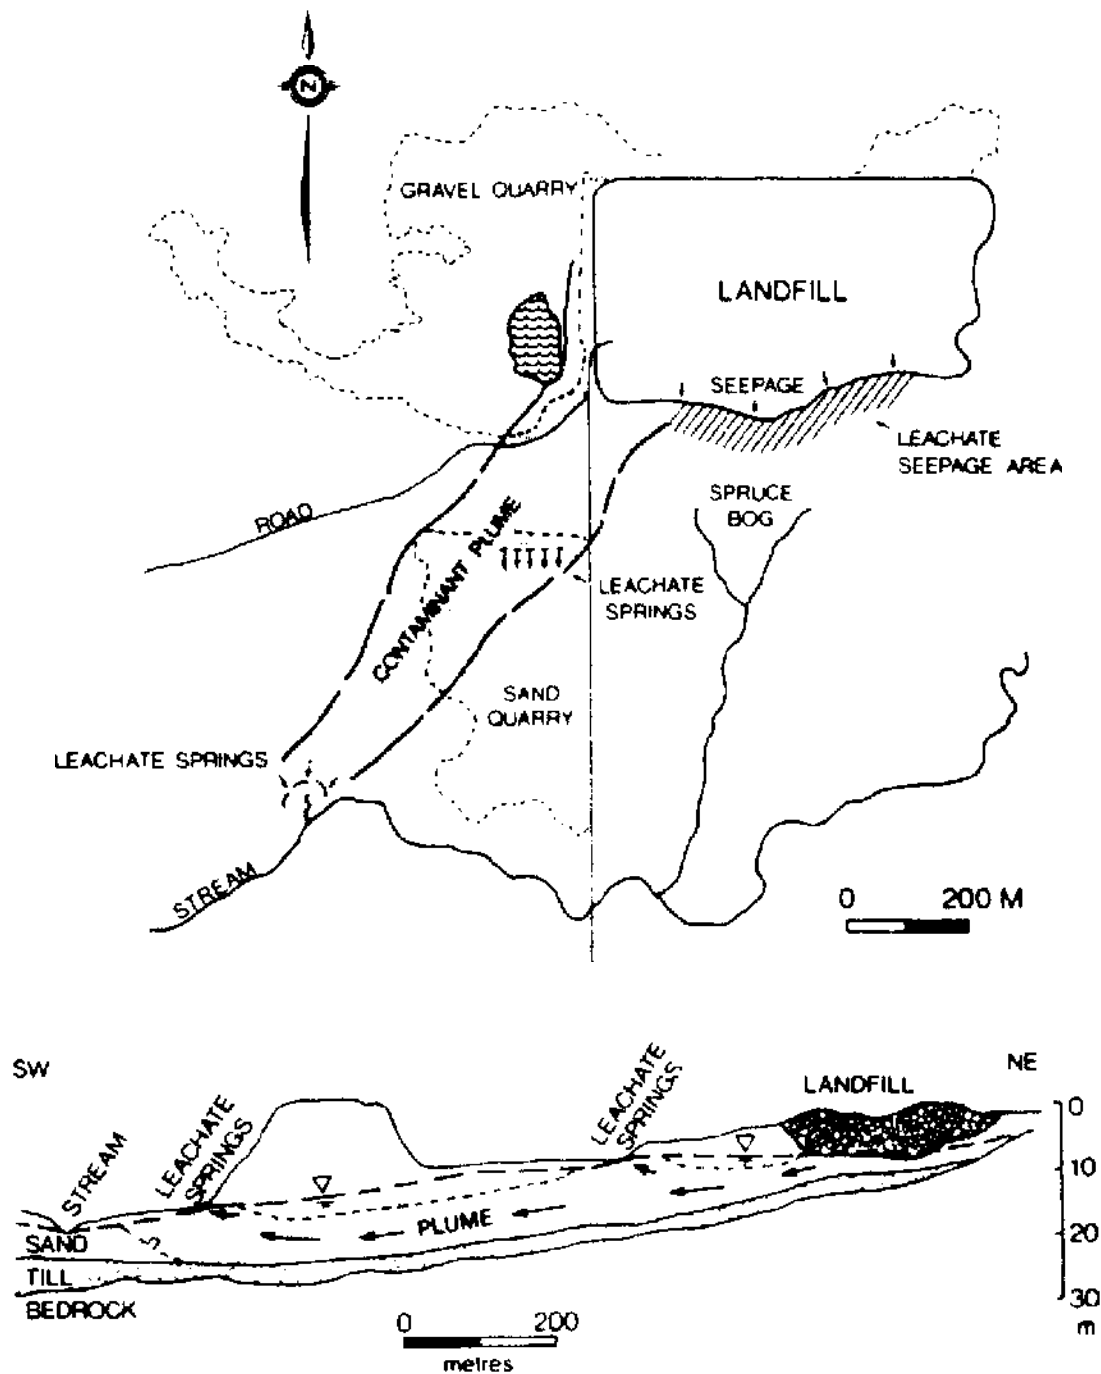 N
GRAVEL QUARRY
LANDFILL
SEEPAGE
LEACHATE
SEEPAGE AREA
SPRUCE
BOG
ROAD
CONTAMINANT PLUME
LEACHATE
SPRINGS
SAND
QUARRY
LEACHATE SPRINGS
STREAM
0 200 M
SW
NE
STREAM
LEACHATE
SPRINGS
LEACHATE
SPRINGS
LANDFILL
0
10
20
30
m
PLUME
SAND
TILL
BEDROCK
0 200
metres